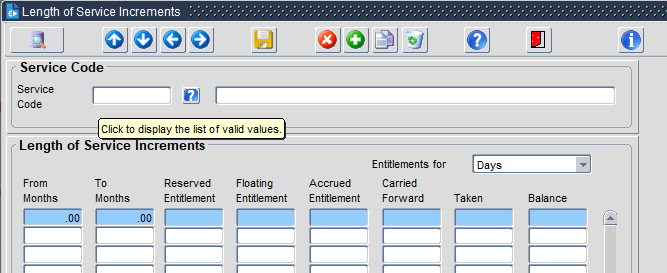 Length of Service Increments
Service Code
Service
Code
Click to display the list of valid values.
Length of Service Increments
Entitlements for Days
From Months To Months Reserved Entitlement Floating Entitlement Accrued Entitlement Carried Forward Taken Balance
.00 .00